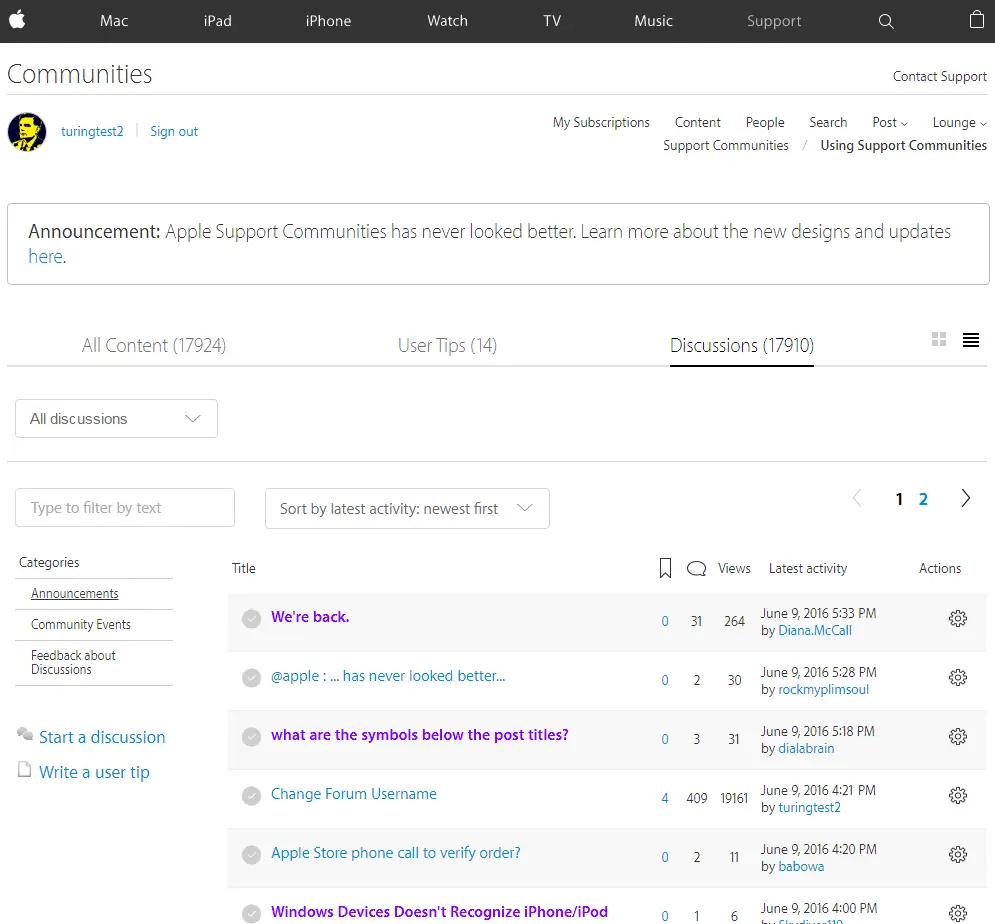 Mac iPad iPhone Watch TV Music Support
Communities
Contact Support
turingtest2 Sign out
My Subscriptions Content People Search Post Lounge
Support Communities / Using Support Communities
Announcement: Apple Support Communities has never looked better. Learn more about the new designs and updates
here.
All Content (17924) User Tips (14) Discussions (17910)
All discussions
Type to filter by text
Sort by latest activity: newest first
1 2
Categories
Announcements
Community Events
Feedback about
Discussions
Start a discussion
Write a user tip
Title Views Latest activity Actions
We're back. 0 31 264 June 9, 2016 5:33 PM
by Diana.McCall
@apple : ... has never looked better... 0 2 30 June 9, 2016 5:28 PM
by rockmyplimsoul
what are the symbols below the post titles? 0 3 31 June 9, 2016 5:18 PM
by dialabrain
Change Forum Username 4 409 19161 June 9, 2016 4:21 PM
by turingtest2
Apple Store phone call to verify order? 0 2 11 June 9, 2016 4:20 PM
by babowa
Windows Devices Doesn't Recognize iPhone/iPod 0 1 6 June 9, 2016 4:00 PM
by